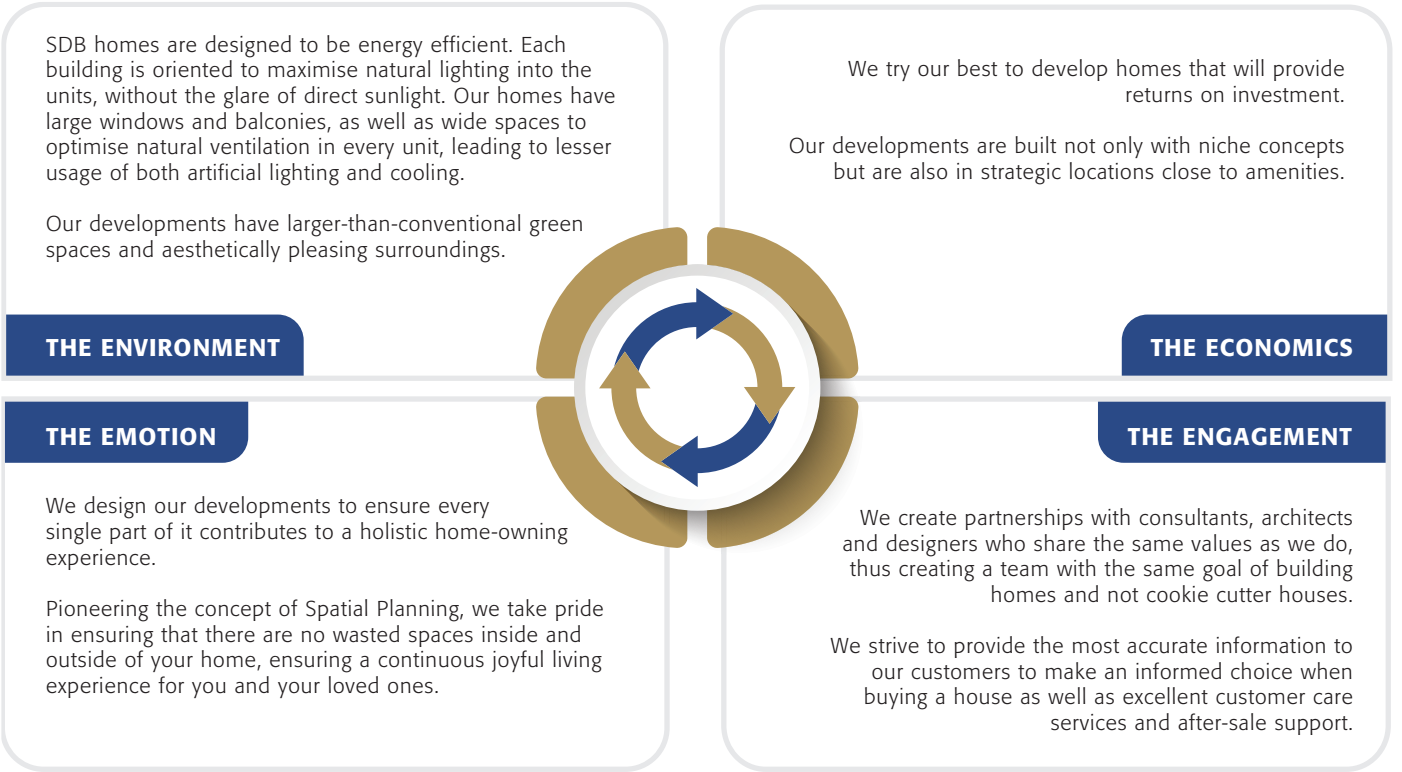 SDB homes are designed to be energy efficient. Each
building is oriented to maximise natural lighting into the
units, without the glare of direct sunlight. Our homes have
large windows and balconies, as well as wide spaces to
optimise natural ventilation in every unit, leading to lesser
usage of both artificial lighting and cooling.
Our developments have larger-than-conventional green
spaces and aesthetically pleasing surroundings.
THE ENVIRONMENT
We try our best to develop homes that will provide
returns on investment.
Our developments are built not only with niche concepts
but are also in strategic locations close to amenities.
THE ECONOMICS
THE EMOTION
We design our developments to ensure every
single part of it contributes to a holistic home-owning
experience.
Pioneering the concept of Spatial Planning, we take pride
in ensuring that there are no wasted spaces inside and
outside of your home, ensuring a continuous joyful living
experience for you and your loved ones.
THE ENGAGEMENT
We create partnerships with consultants, architects
and designers who share the same values as we do,
thus creating a team with the same goal of building
homes and not cookie cutter houses.
We strive to provide the most accurate information to
our customers to make an informed choice when
buying a house as well as excellent customer care
services and after-sale support.